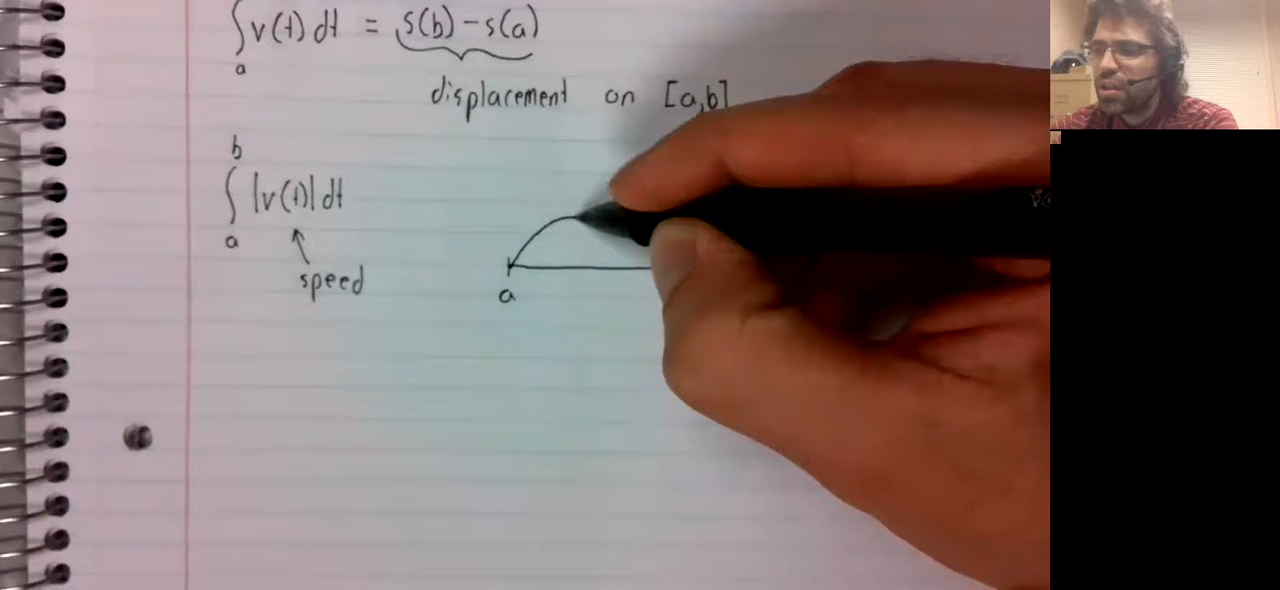 ∫ v(t) dt = s(b) - s(a)
a
displacement on [a,b]
b
∫ |v(t)| dt
a
speed
a